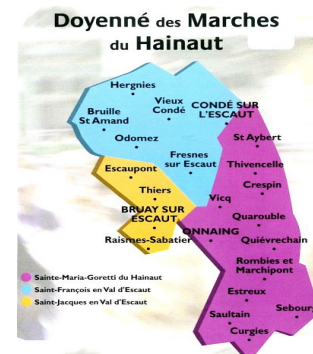 Doyenné des Marches
du Hainaut
Hergnies
Vieux
Condé
CONDÉ SUR
L'ESCAUT
Bruille
St Amand
Odomez
St Aybert
Fresnes
sur Escaut
Thivencelle
Escaupont
Crespin
Thiers
Vicq
BRUAY SUR
ESCAUT
Quarouble
ONNAING
Raismes-Sabatier
Quiévrechain
Rombies et
Marchipont
Sainte-Maria-Goretti du Hainaut
Saint-François en Val d'Escaut
Saint-Jacques en Val d'Escaut
Estreux
Sebourg
Saultain
Curgies